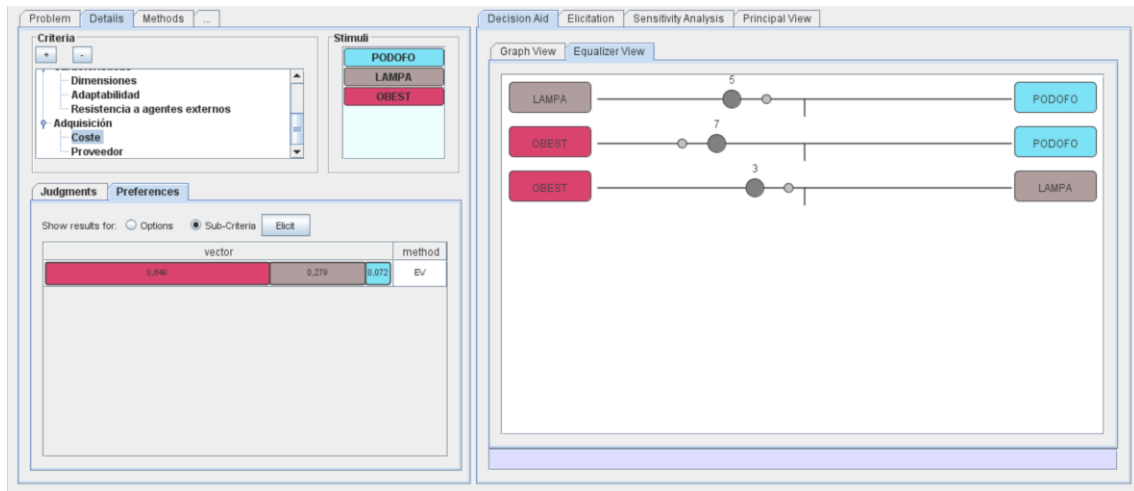 Problem Details Methods ...
Criteria
+ -
Dimensiones
Adaptabilidad
Resistencia a agentes externos
Adquisición
Coste
Proveedor
Stimuli
PODOFO
LAMPA
OBEST
Judgments Preferences
Show results for: Options Sub-Criteria Elicit
vector method
0,649 0,279 0,072 EV
Decision Aid Elicitation Sensitivity Analysis Principal View
Graph View Equalizer View
5
LAMPA PODOFO
7
OBEST PODOFO
3
OBEST LAMPA